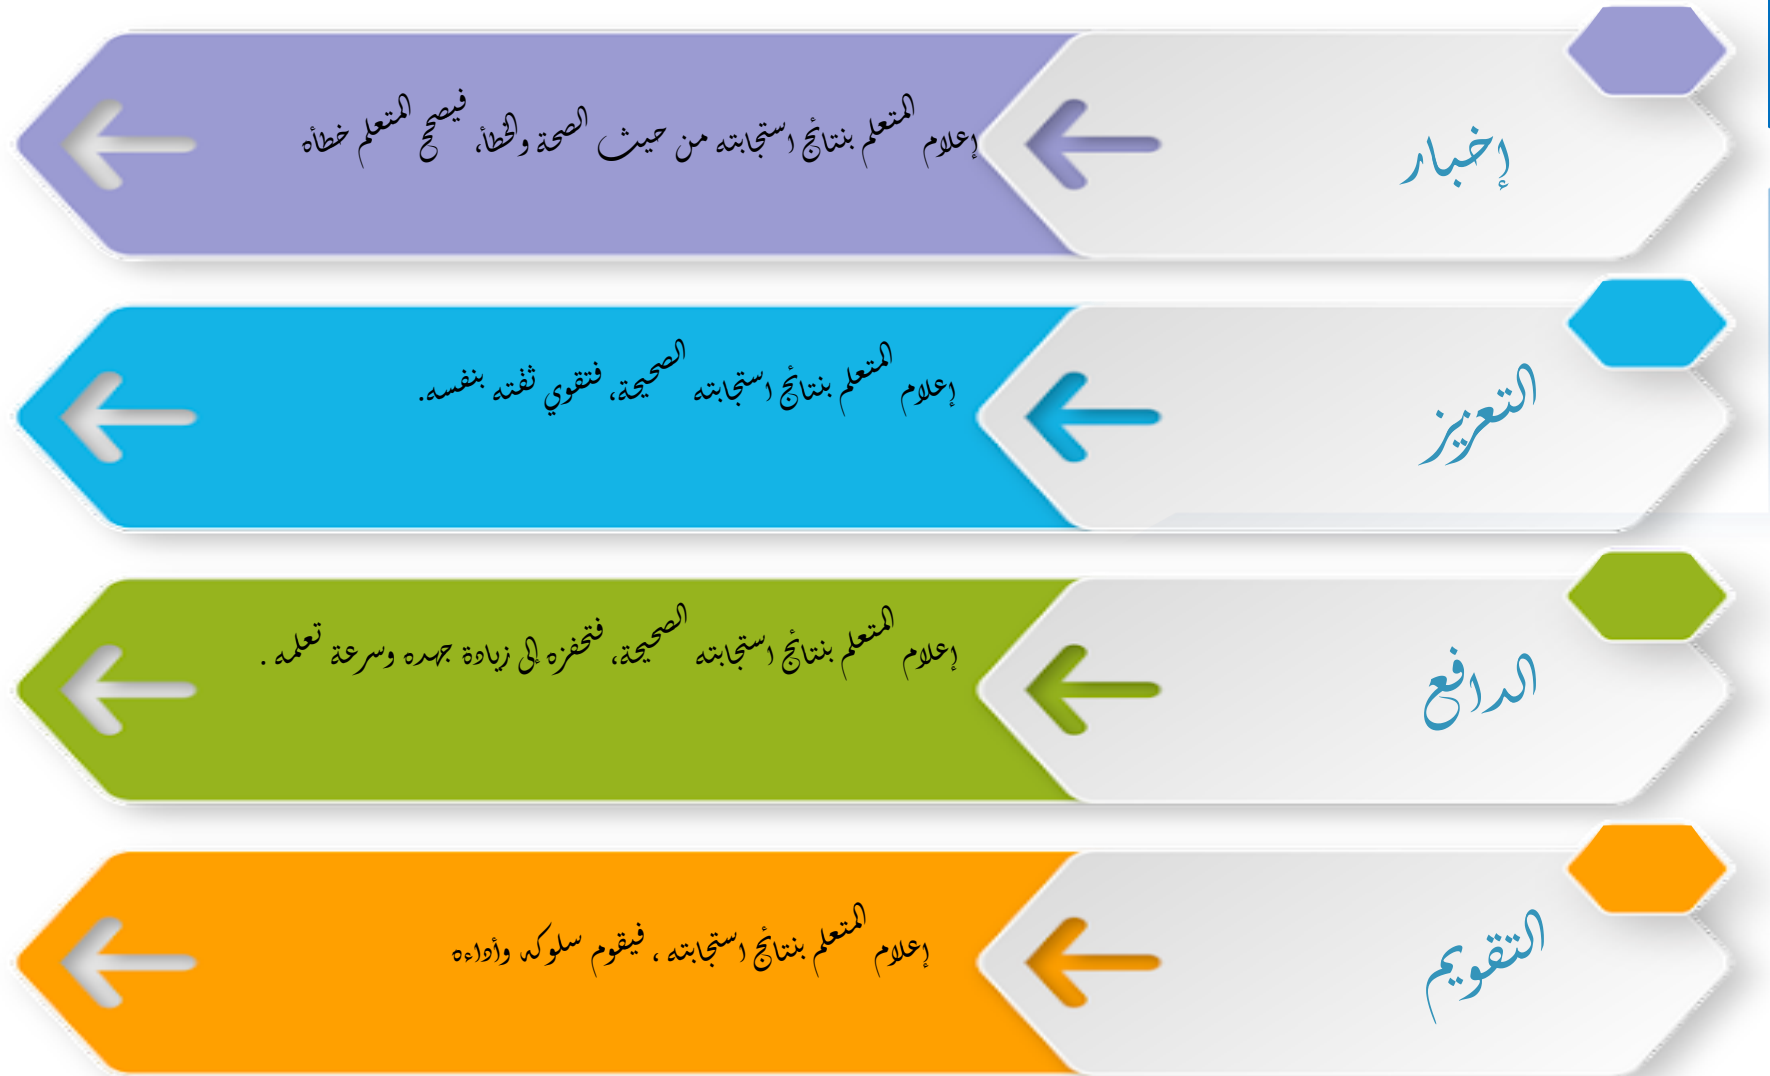 إخبار
إعلام المتعلم بنتائج استجابته من حيث الصحة والخطأ، فيصحح المتعلم خطأه
التعزيز
إعلام المتعلم بنتائج استجابته الصحيحة، فتقوي ثقته بنفسه.
الدافع
إعلام المتعلم بنتائج استجابته الصحيحة، فتحفزه إلى زيادة جهده وسرعة تعلمه .
التقويم
إعلام المتعلم بنتائج استجابته ، فيقوم سلوكه وأداءه